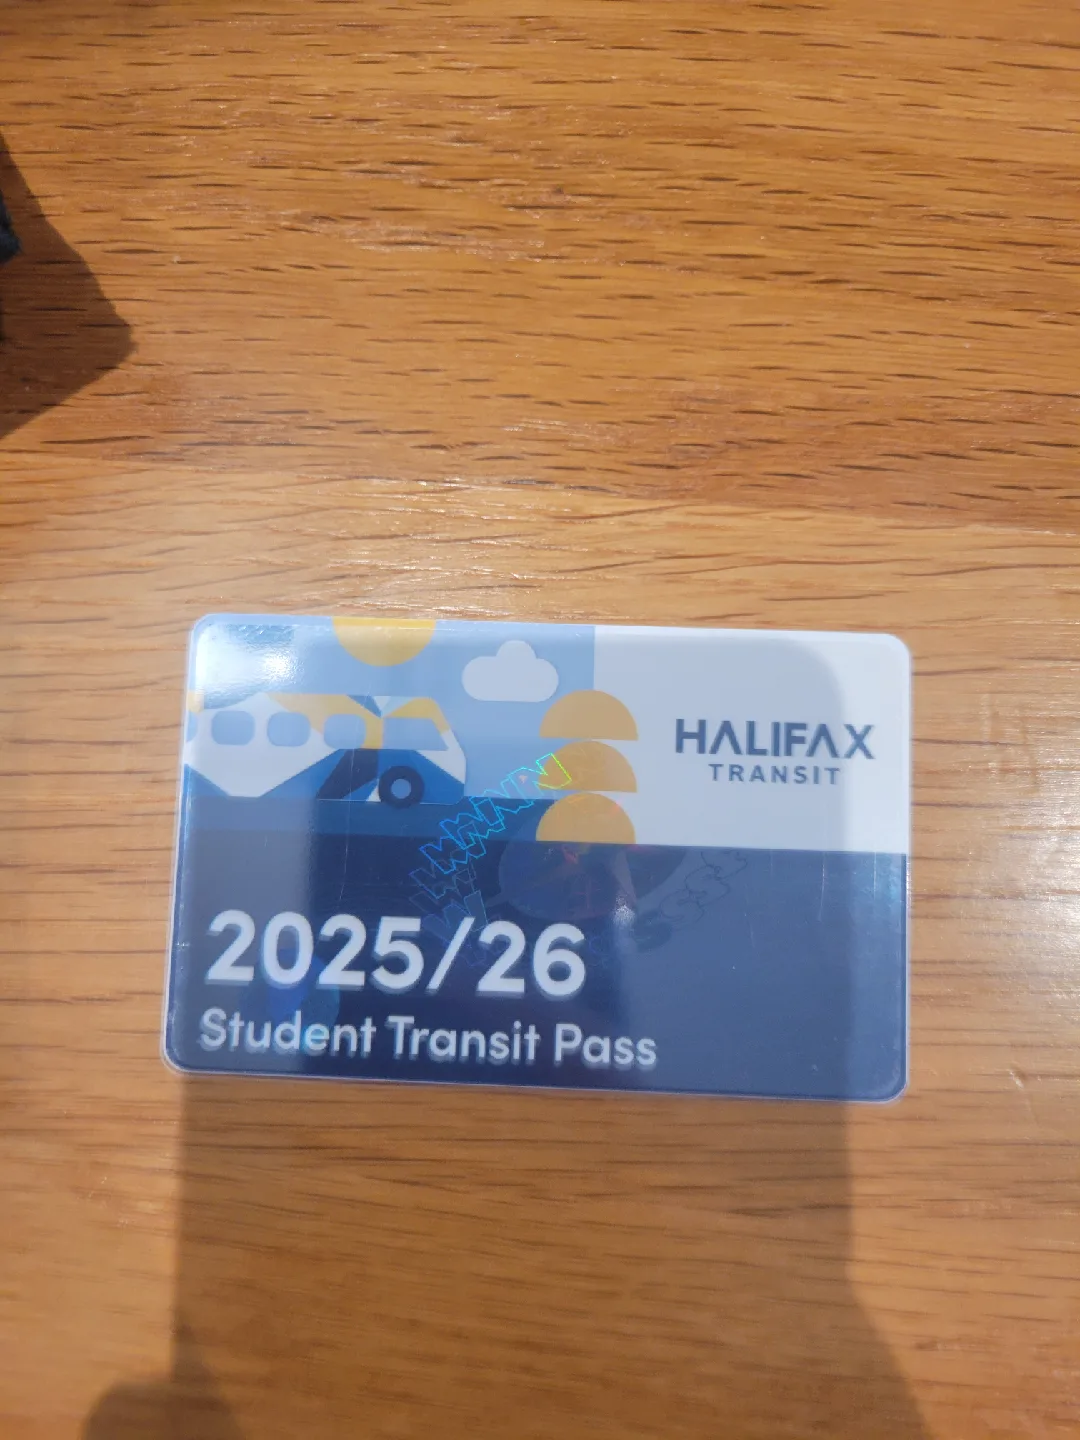 HALIFAX
TRANSIT
2025/26
Student Transit Pass